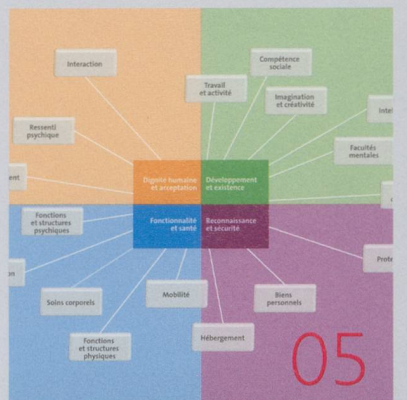 Interaction
Compétence
sociale
Travail
et activité
Imagination
et créativité
Ressenti
psychique
Facultés
mentales
Dignité humaine
et acceptation
Développement
et existence
Fonctionnalité
et santé
Reconnaissance
et sécurité
Fonctions
et structures
psychiques
Soins corporels
Mobilité
Biens
personnels
Hébergement
Fonctions
et structures
physiques
05